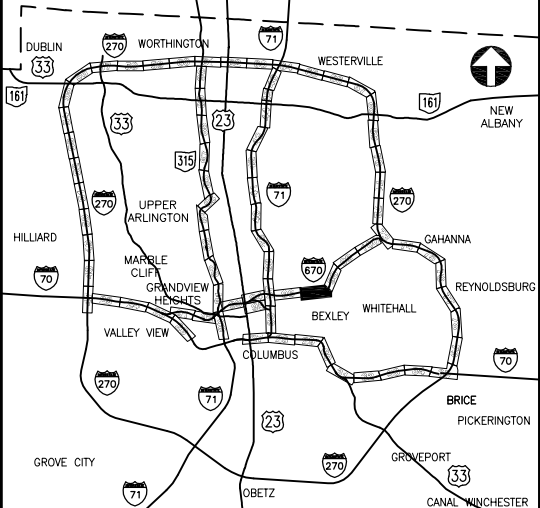 DUBLIN
33
270
WORTHINGTON
71
WESTERVILLE
161
33
23
161
NEW
ALBANY
315
270
71
270
UPPER
ARLINGTON
HILLIARD
GAHANNA
70
MARBLE
CLIFF
670
GRANDVIEW
HEIGHTS
REYNOLDSBURG
BEXLEY
WHITEHALL
VALLEY VIEW
COLUMBUS
70
270
71
BRICE
23
PICKERINGTON
GROVE CITY
270
GROVEPORT
33
71
OBETZ
CANAL WINCHESTER